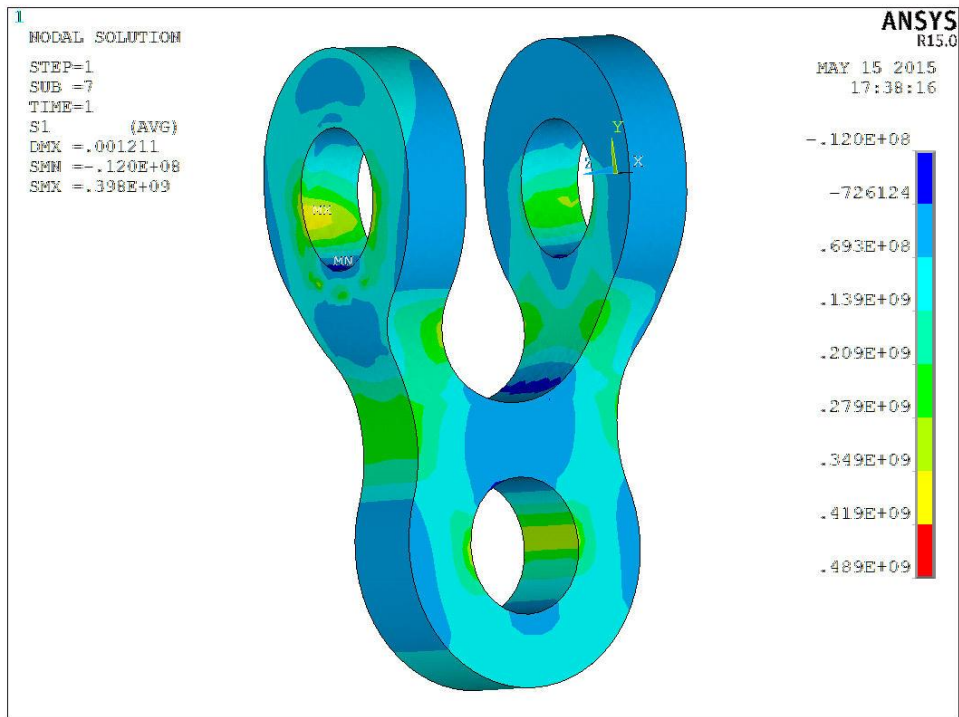 1
NODAL SOLUTION
STEP=1
SUB =7
TIME=1
S1 (AVG)
DMX =.001211
SMN =-.120E+08
SMX =.398E+09
ANSYS
R15.0
MAY 15 2015
17:38:16
MX
MN
Y
Z X
-.120E+08
-726124
.693E+08
.139E+09
.209E+09
.279E+09
.349E+09
.419E+09
.489E+09